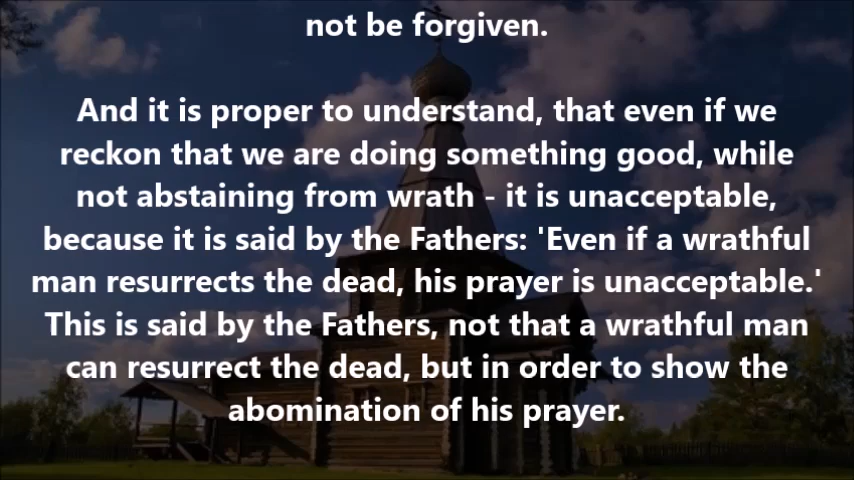 not be forgiven.
And it is proper to understand, that even if we
reckon that we are doing something good, while
not abstaining from wrath - it is unacceptable,
because it is said by the Fathers: 'Even if a wrathful
man resurrects the dead, his prayer is unacceptable.'
This is said by the Fathers, not that a wrathful man
can resurrect the dead, but in order to show the
abomination of his prayer.